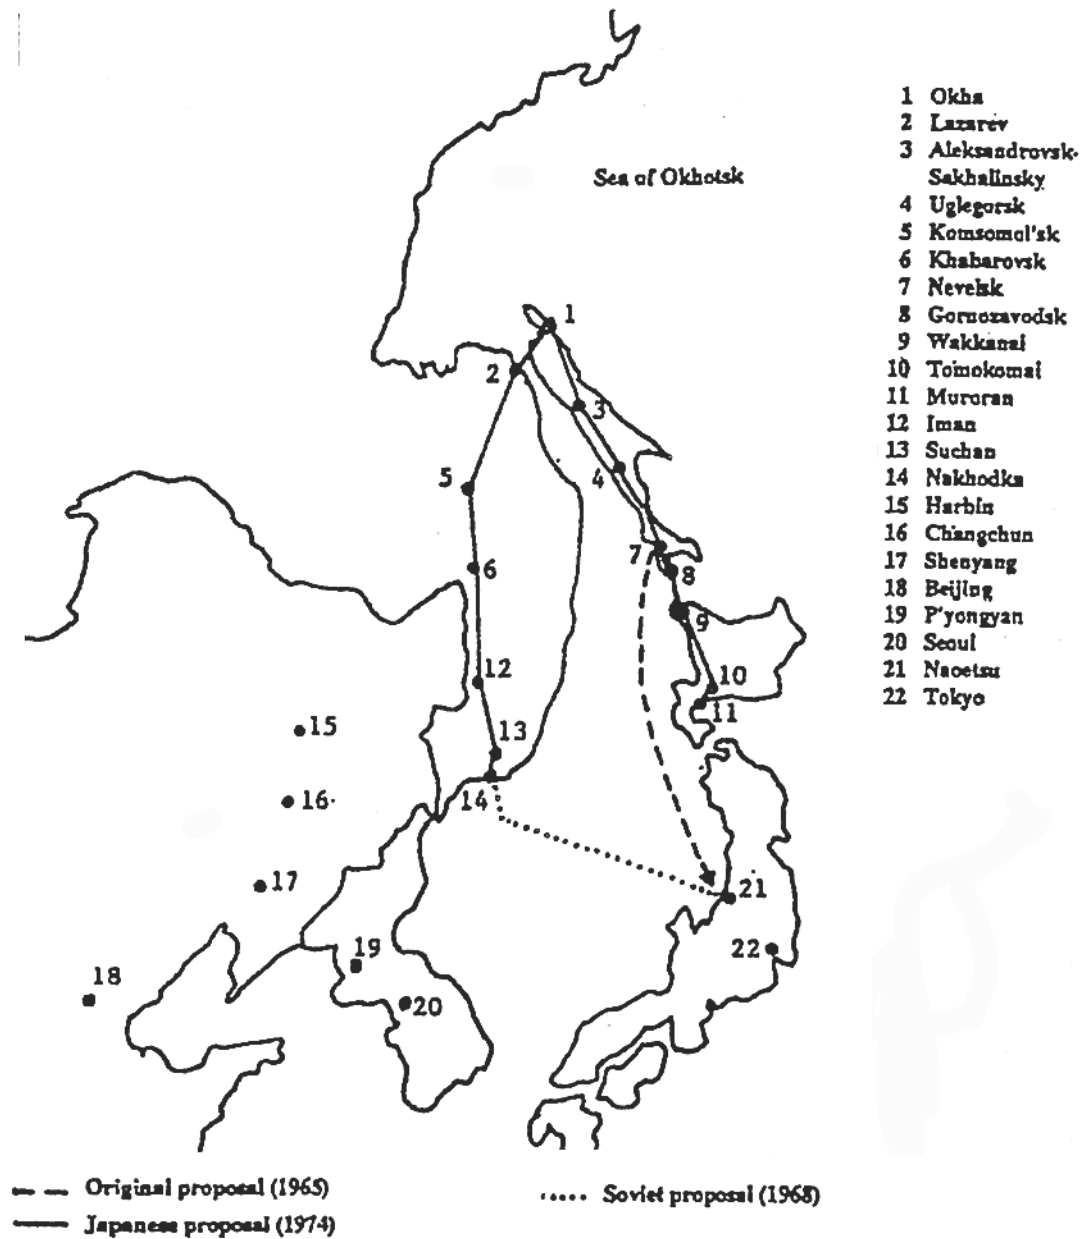 Sea of Okhotsk
1 Okha
2 Lazarev
3 Aleksandrovsk-
Sakhalinsky
4 Uglegorsk
5 Komsomol'sk
6 Khabarovsk
7 Nevelsk
8 Gornozavodsk
9 Wakkanai
10 Tomokomai
11 Muroran
12 Iman
13 Suchan
14 Nakhodka
15 Harbin
16 Changchun
17 Shenyang
18 Beijing
19 P'yongyan
20 Seoul
21 Naoetsu
22 Tokyo
1
2
3
4
5
7
6
8
9
12
10
11
15
13
16
14
17
21
19
22
18
20
Original proposal (1965)
Soviet proposal (1968)
Japanese proposal (1974)